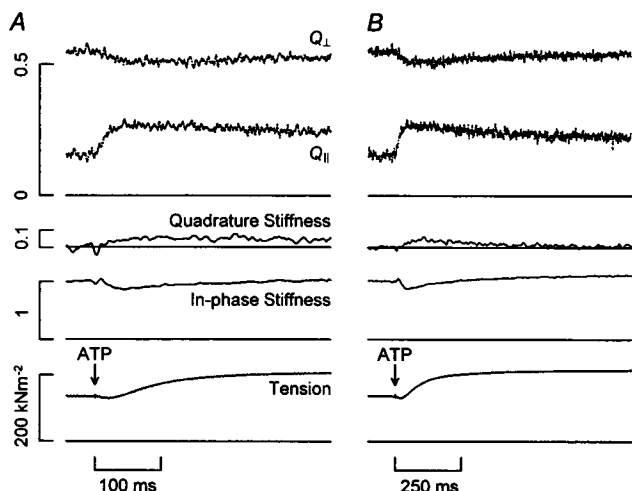 A
B
Q⊥
0.5
Q||
0
Quadrature Stiffness
0.1
In-phase Stiffness
1
ATP
ATP
Tension
200 kNm-2
100 ms
250 ms